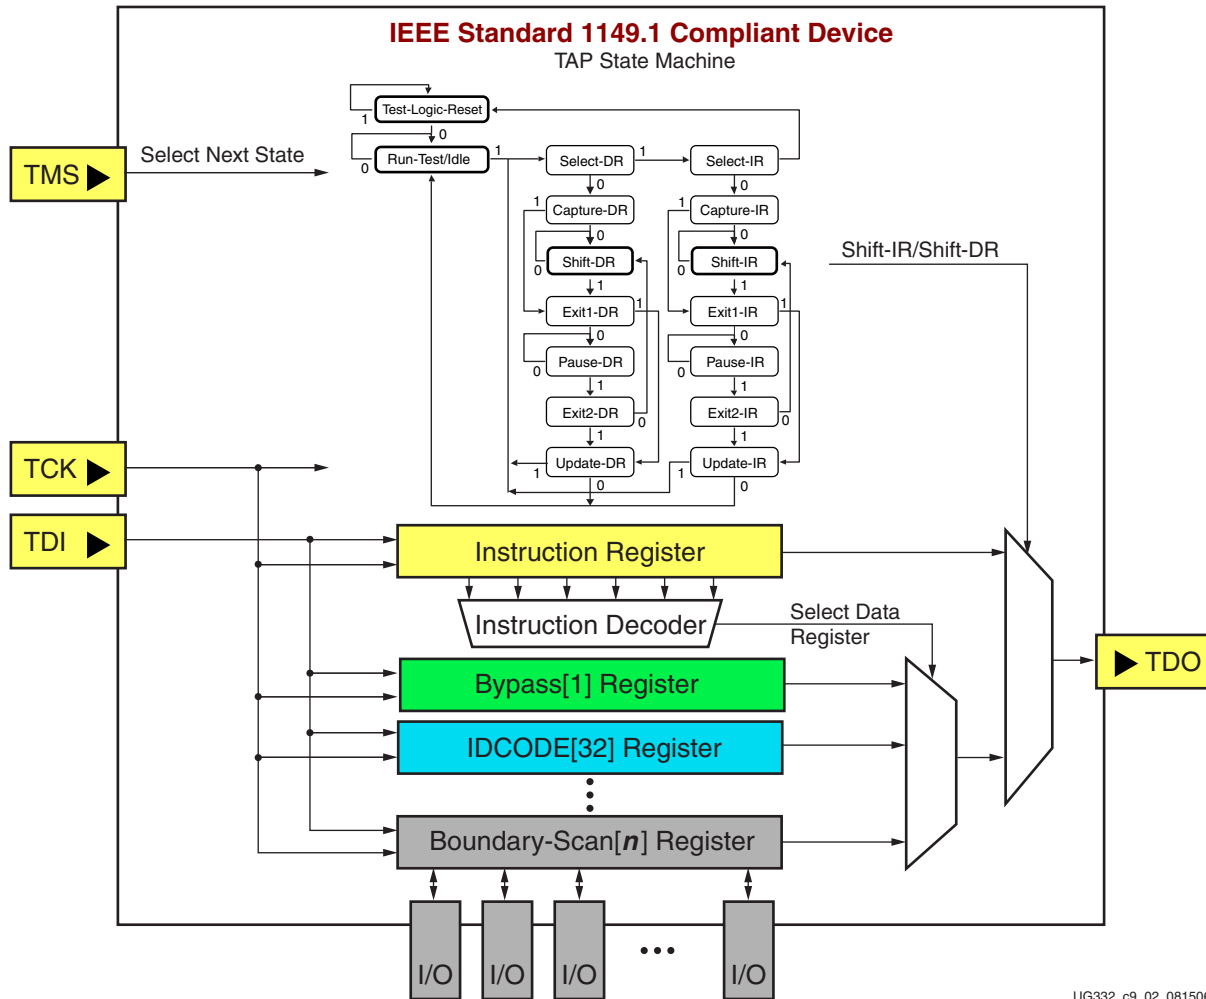 IEEE Standard 1149.1 Compliant Device
TAP State Machine
Test-Logic-Reset
1
0
Run-Test/Idle
0
1
Select-DR
1
Select-IR
0
0
1
Capture-DR
1
Capture-IR
0
0
Shift-DR
0
Shift-IR
0
1
1
Exit1-DR
1
Exit1-IR
1
0
0
Pause-DR
0
Pause-IR
0
1
1
Exit2-DR
0
Exit2-IR
0
1
1
Update-DR
1
Update-IR
1
0
0
TMS
Select Next State
Shift-IR/Shift-DR
TCK
TDI
Instruction Register
Instruction Decoder
Select Data
Register
TDO
Bypass[1] Register
IDCODE[32] Register
Boundary-Scan[n] Register
I/O
I/O
I/O
I/O
UG332_c9_02_081506